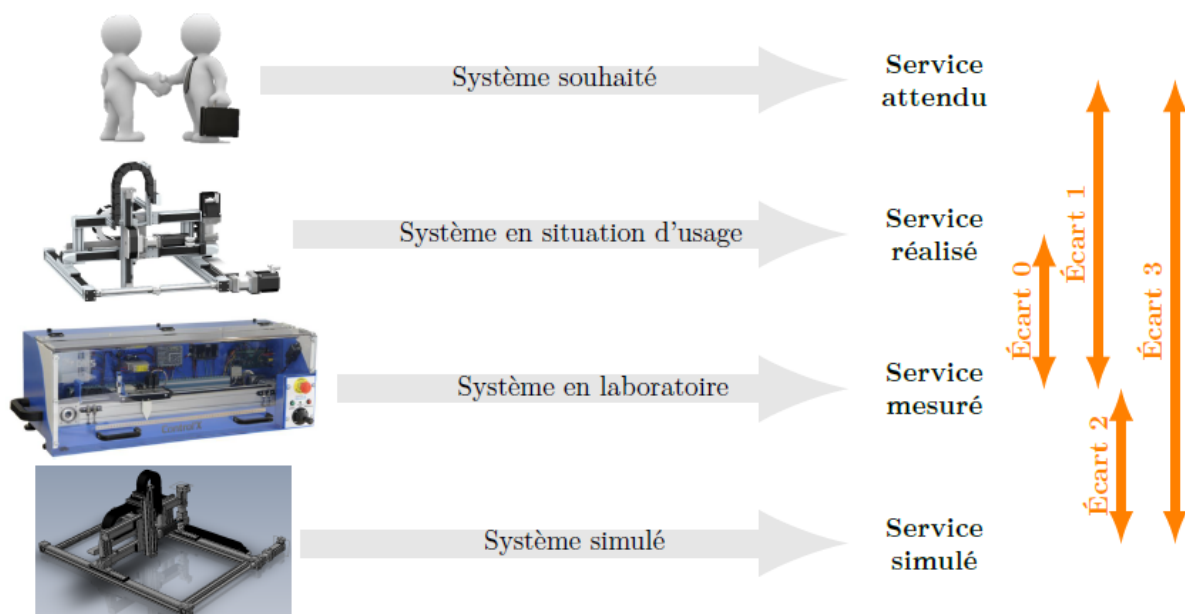 Système souhaité
Service
attendu
Système en situation d'usage
Service
réalisé
Écart 0
Écart 1
Écart 3
Système en laboratoire
Service
mesuré
Control'X
Écart 2
Système simulé
Service
simulé